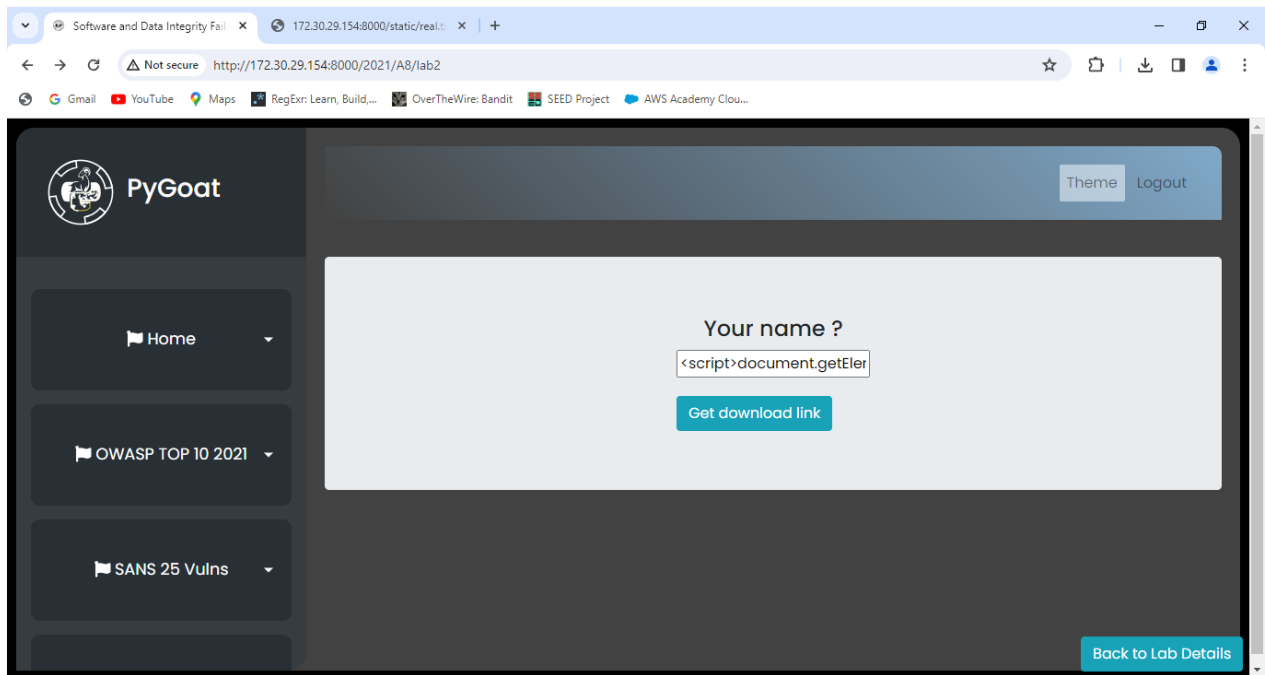 Software and Data Integrity Fail
172.30.29.154:8000/static/real.t
Not secure http://172.30.29.154:8000/2021/A8/lab2
Gmail YouTube Maps RegExr: Learn, Build,... OverTheWire: Bandit SEED Project AWS Academy Clou...
PyGoat
Theme Logout
Home
OWASP TOP 10 2021
SANS 25 Vulns
Your name ?
<script>document.getEler
Get download link
Back to Lab Details